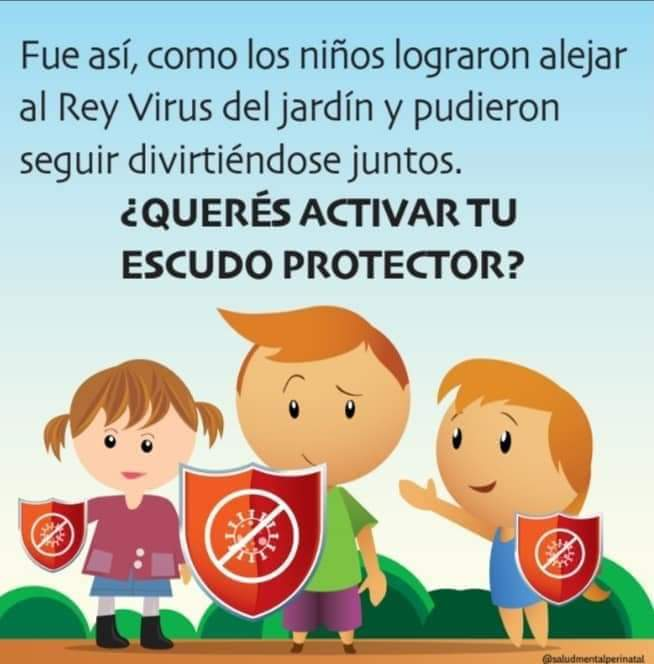 Fue así, como los niños lograron alejar
al Rey Virus del jardín y pudieron
seguir divirtiéndose juntos.
¿QUERÉS ACTIVAR TU
ESCUDO PROTECTOR?
@saludmentalperinatal